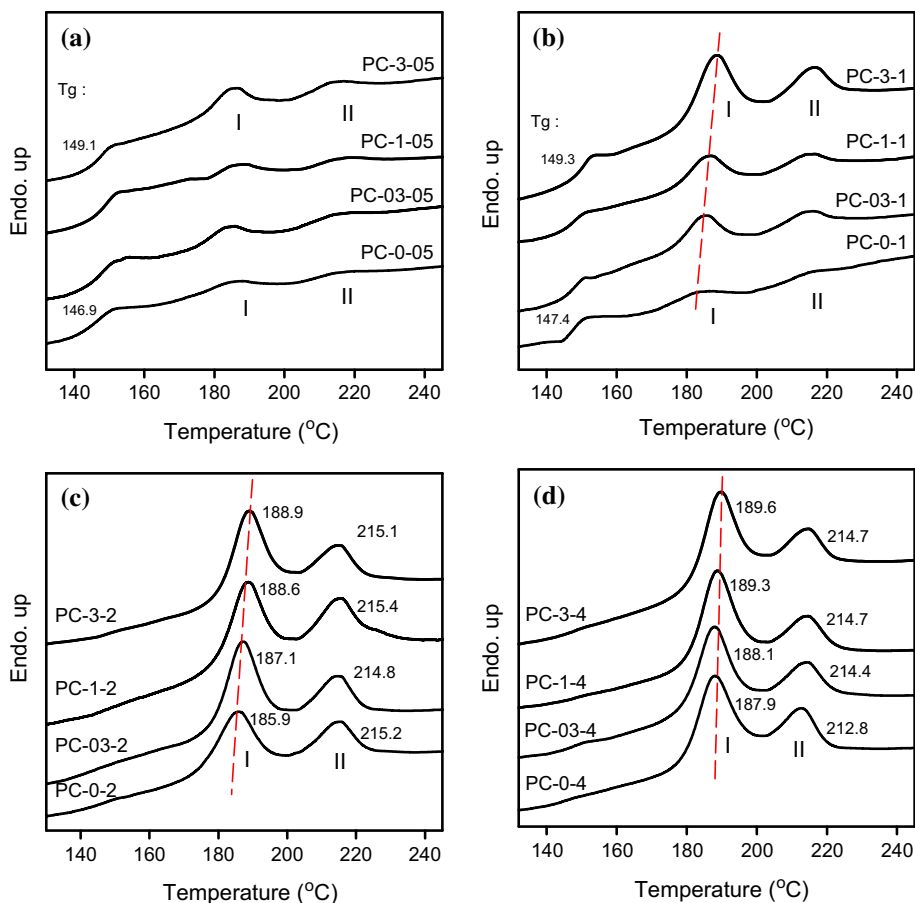 (a)
PC-3-05
Tg :
I
II
149.1
PC-1-05
PC-03-05
PC-0-05
146.9
I
II
Endo. up
140 160 180 200 220 240
Temperature (°C)
(b)
PC-3-1
Tg :
I
II
149.3
PC-1-1
PC-03-1
PC-0-1
147.4
I
II
Endo. up
140 160 180 200 220 240
Temperature (°C)
(c)
188.9
215.1
PC-3-2
188.6
215.4
PC-1-2
187.1
214.8
PC-03-2
185.9
215.2
I
II
PC-0-2
Endo. up
140 160 180 200 220 240
Temperature (°C)
(d)
189.6
214.7
PC-3-4
189.3
214.7
PC-1-4
188.1
214.4
PC-03-4
187.9
212.8
I
II
PC-0-4
Endo. up
140 160 180 200 220 240
Temperature (°C)